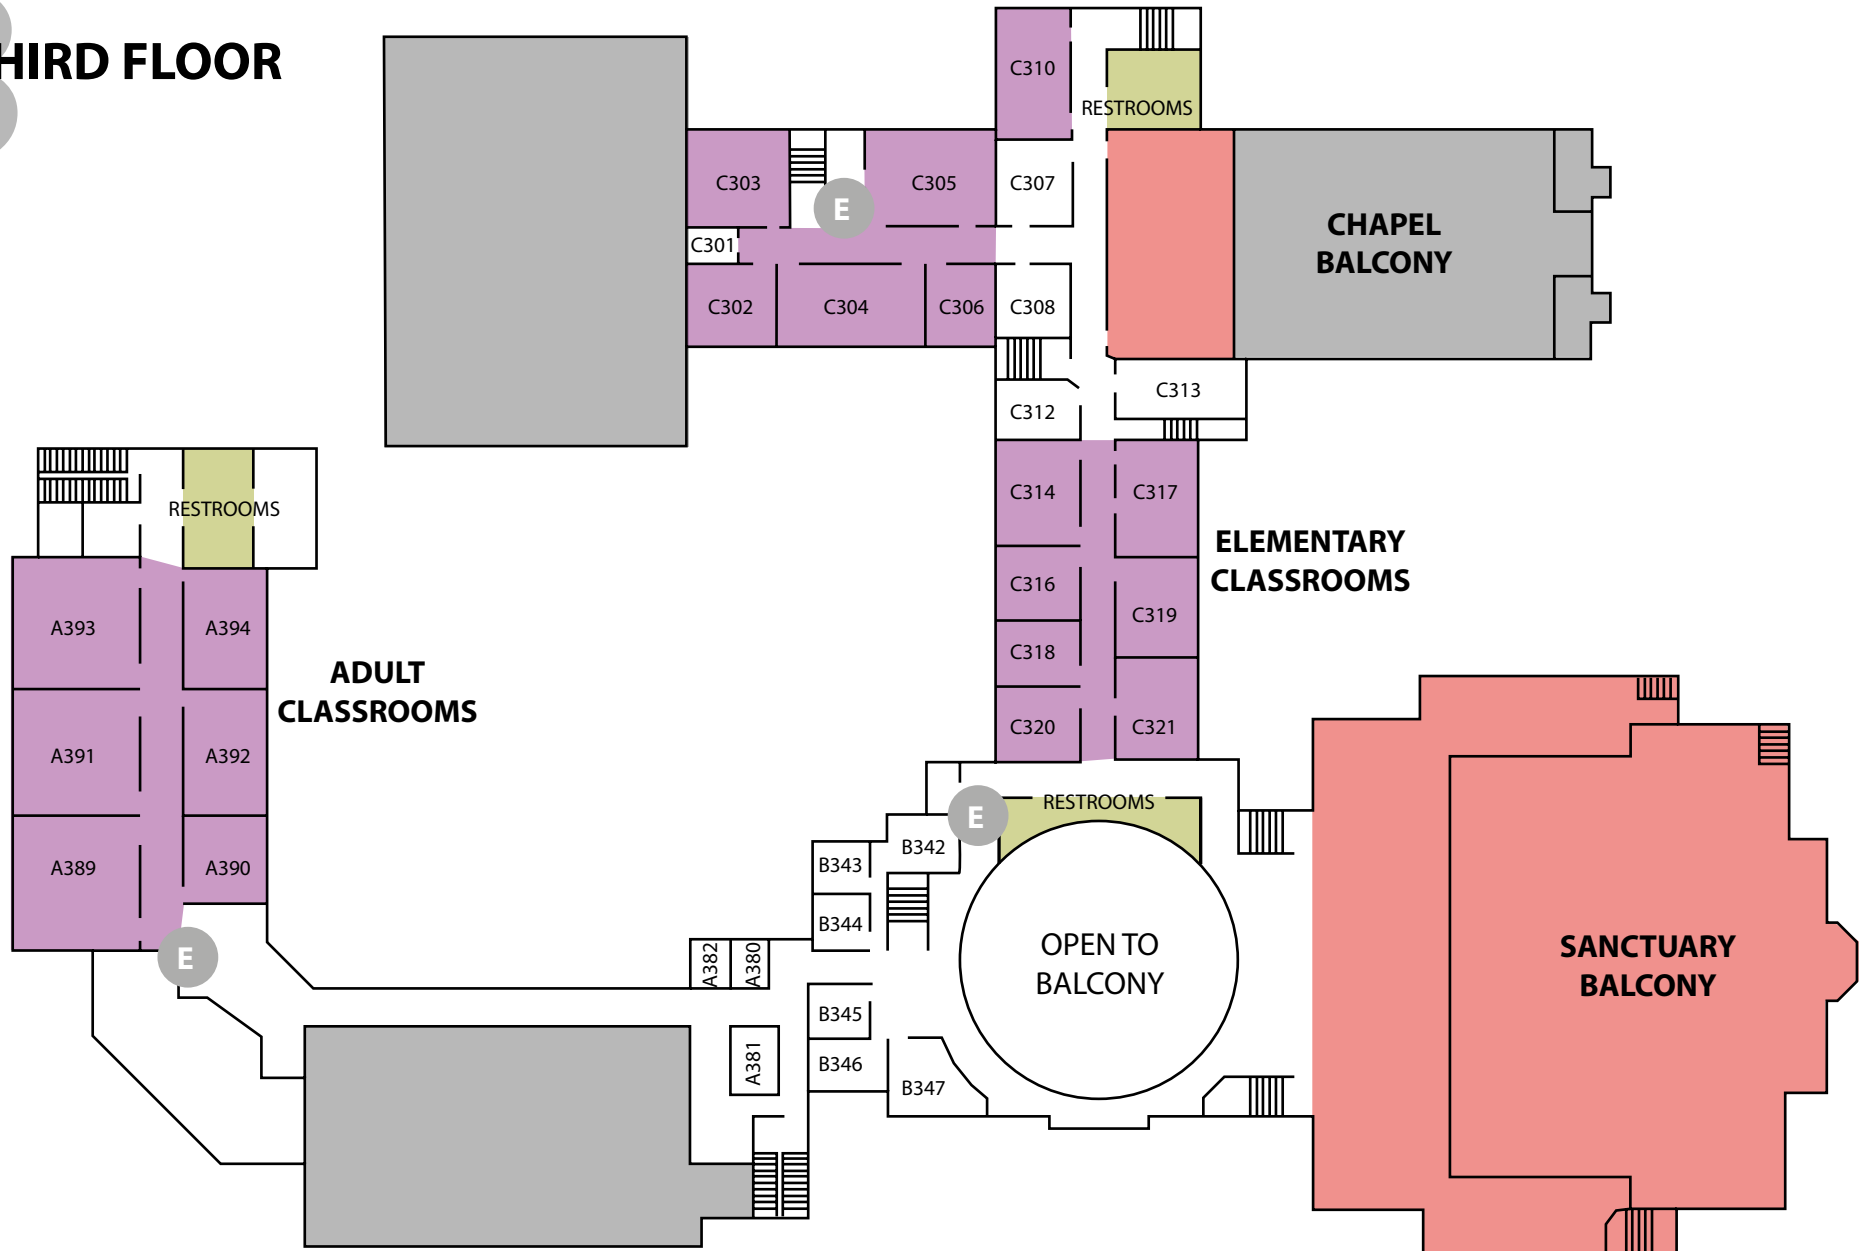 HIRD FLOOR
C310
RESTROOMS
C303
E
C305
C307
C301
CHAPEL
BALCONY
C302
C304
C306
C308
C313
C312
C314
C317
RESTROOMS
ELEMENTARY
CLASSROOMS
C316
C319
A393
A394
C318
ADULT
CLASSROOMS
C320
C321
A391
A392
RESTROOMS
E
B342
B343
A389
A390
B344
OPEN TO
BALCONY
SANCTUARY
BALCONY
E
A382
A380
B345
A381
B346
B347